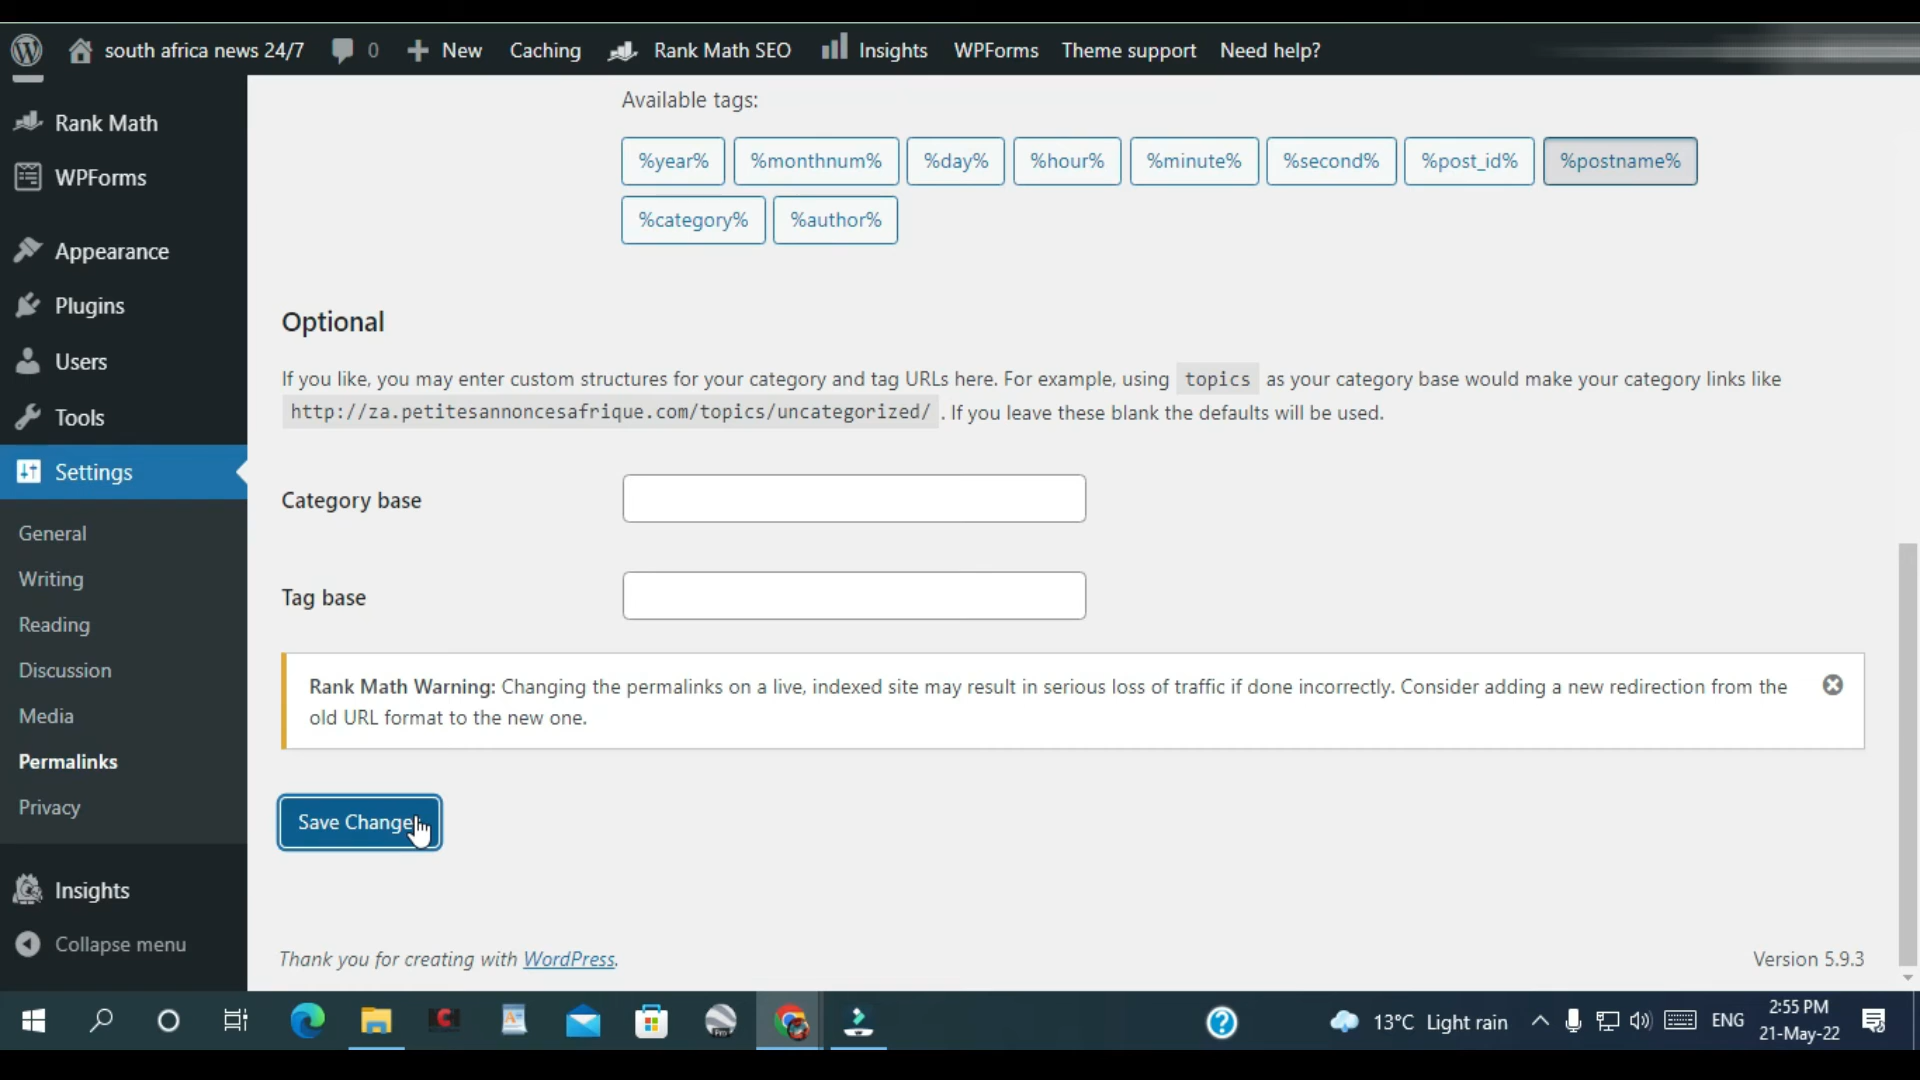 south africa news 24/7 0 New Caching Rank Math SEO Insights WPForms Theme support Need help?
Rank Math
WPForms
Appearance
Plugins
Users
Tools
Settings
General
Writing
Reading
Discussion
Media
Permalinks
Privacy
Insights
Collapse menu
Available tags:
%year% %monthnum% %day% %hour% %minute% %second% %post_id% %postname%
%category% %author%
Optional
If you like, you may enter custom structures for your category and tag URLs here. For example, using topics as your category base would make your category links like
http://za.petitesannoncesafrique.com/topics/uncategorized/ . If you leave these blank the defaults will be used.
Category base
Tag base
Rank Math Warning: Changing the permalinks on a live, indexed site may result in serious loss of traffic if done incorrectly. Consider adding a new redirection from the
old URL format to the new one.
Save Change
Thank you for creating with WordPress.
Version 5.9.3
13°C Light rain ENG 2:55 PM
21-May-22